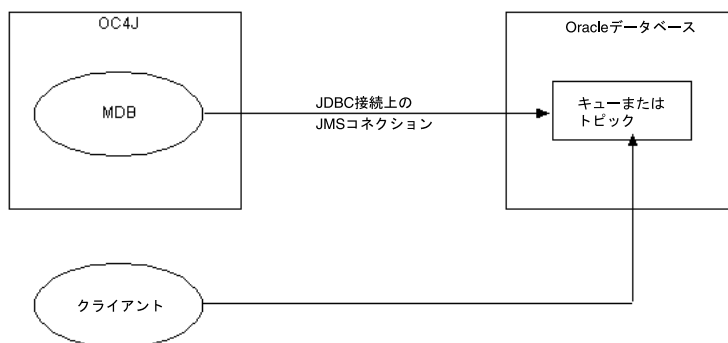 OC4J
Oracleデータベース
MDB
JDBC接続上の
JMSコネクション
キューまたは
トピック
クライアント